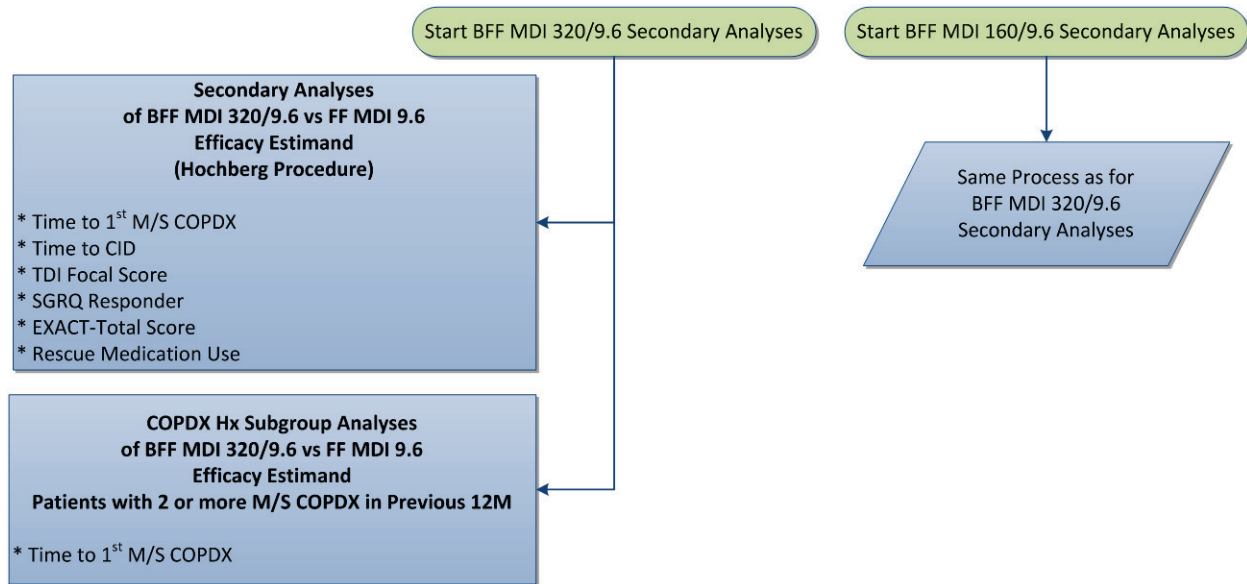 Start BFF MDI 320/9.6 Secondary Analyses
Start BFF MDI 160/9.6 Secondary Analyses
Secondary Analyses
of BFF MDI 320/9.6 vs FF MDI 9.6
Efficacy Estimand
(Hochberg Procedure)
* Time to 1st M/S COPDX
* Time to CID
* TDI Focal Score
* SGRQ Responder
* EXACT-Total Score
* Rescue Medication Use
Same Process as for
BFF MDI 320/9.6
Secondary Analyses
COPDX Hx Subgroup Analyses
of BFF MDI 320/9.6 vs FF MDI 9.6
Efficacy Estimand
Patients with 2 or more M/S COPDX in Previous 12M
* Time to 1st M/S COPDX